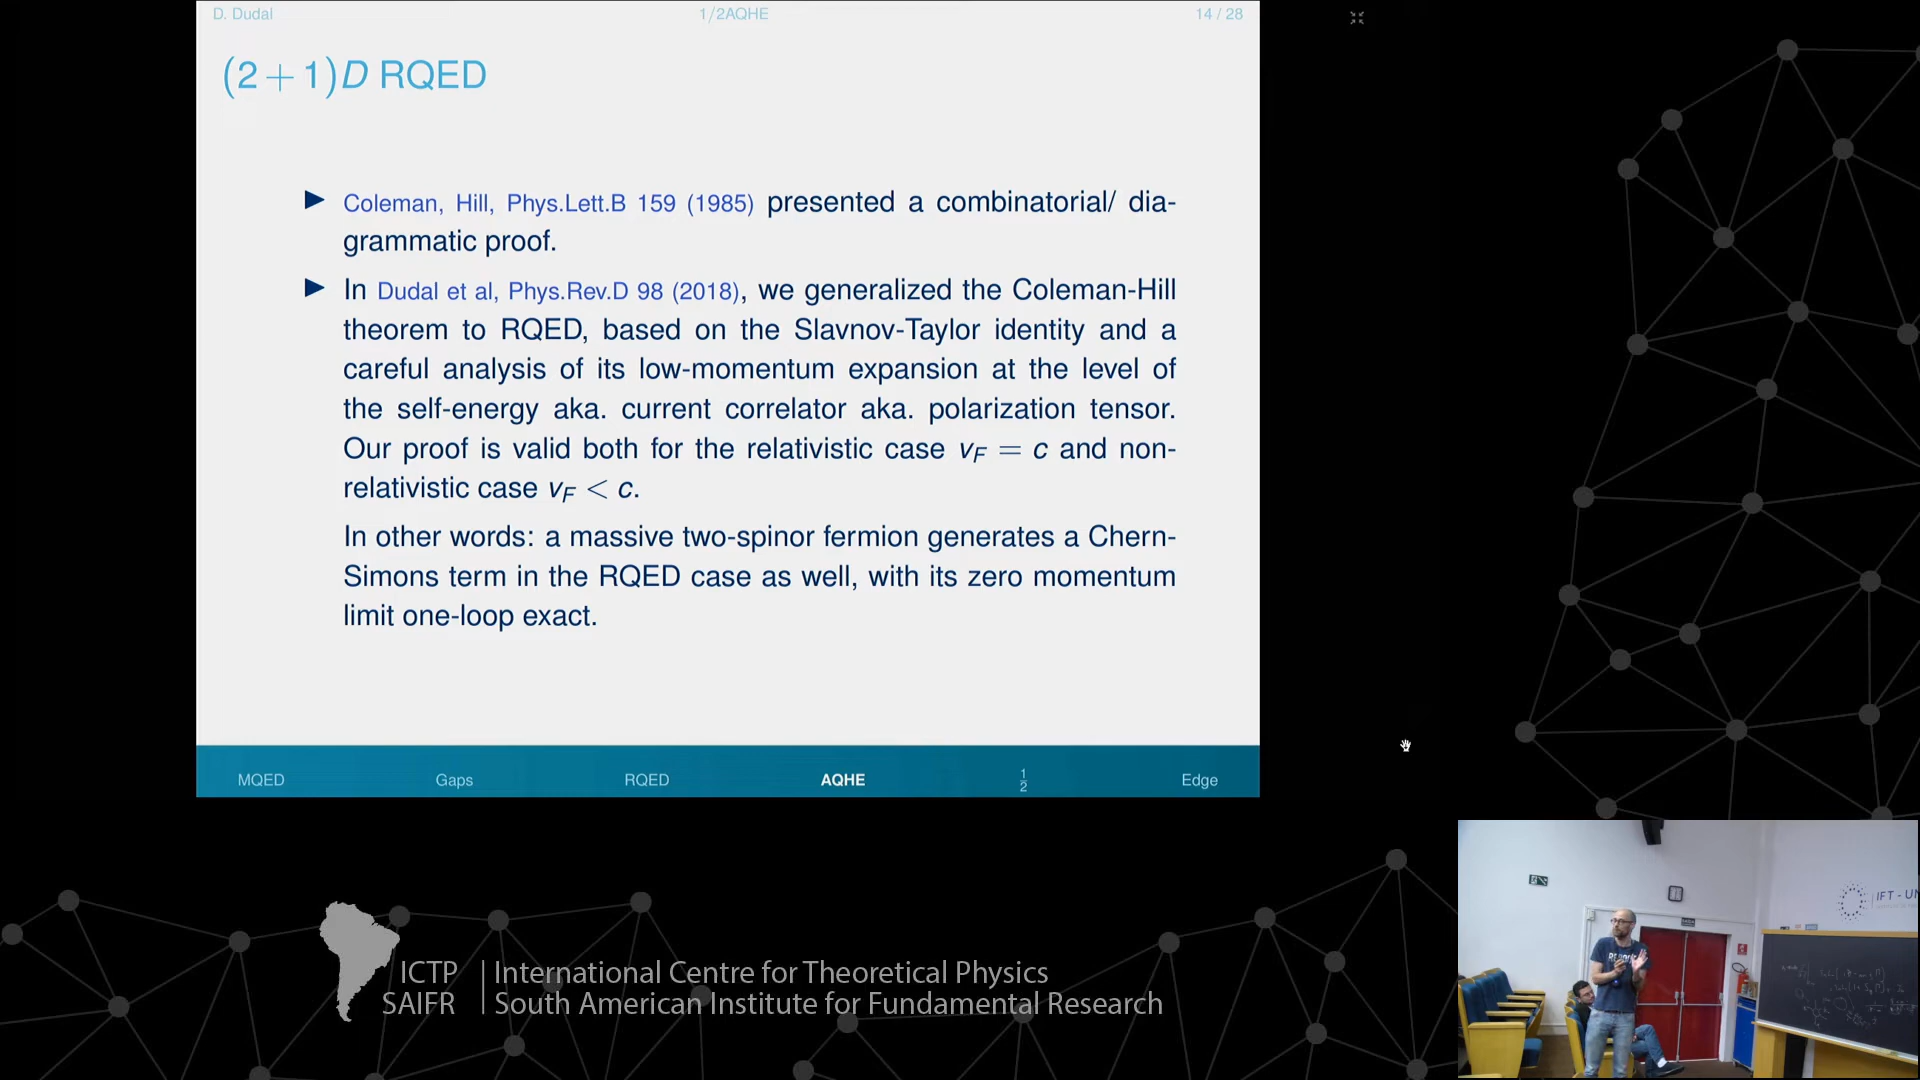 D. Dudal 1/2AQHE 14 / 28
(2 + 1)D RQED
▶ Coleman, Hill, Phys.Lett.B 159 (1985) presented a combinatorial/ dia-
grammatic proof.
▶ In Dudal et al, Phys.Rev.D 98 (2018), we generalized the Coleman-Hill
theorem to RQED, based on the Slavnov-Taylor identity and a
careful analysis of its low-momentum expansion at the level of
the self-energy aka. current correlator aka. polarization tensor.
Our proof is valid both for the relativistic case v_F = c and non-
relativistic case v_F < c.
In other words: a massive two-spinor fermion generates a Chern-
Simons term in the RQED case as well, with its zero momentum
limit one-loop exact.
MQED Gaps RQED AQHE 1/2 Edge
IFT - UN
ICTP International Centre for Theoretical Physics
SAIFR South American Institute for Fundamental Research